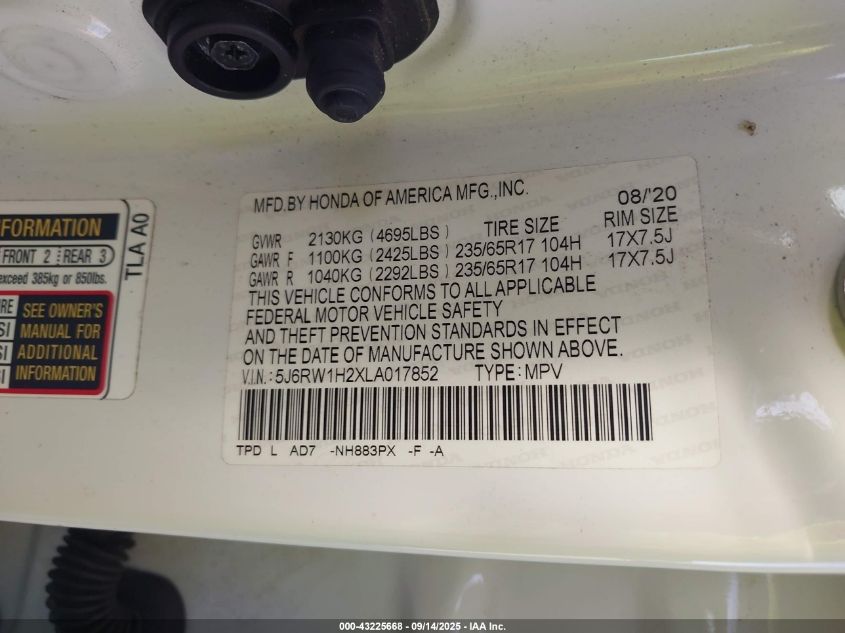 MFD.BY HONDA OF AMERICA MFG.,INC. 08/'20
GVWR 2130KG (4695LBS) TIRE SIZE RIM SIZE
GAWR F 1100KG (2425LBS) 235/65R17 104H 17X7.5J
GAWR R 1040KG (2292LBS) 235/65R17 104H 17X7.5J
THIS VEHICLE CONFORMS TO ALL APPLICABLE
FEDERAL MOTOR VEHICLE SAFETY
AND THEFT PREVENTION STANDARDS IN EFFECT
ON THE DATE OF MANUFACTURE SHOWN ABOVE.
V.I.N.: 5J6RW1H2XLA017852 TYPE: MPV
TPD L AD7 -NH883PX -F -A
FRONT 2 REAR 3
exceed 385kg or 850lbs.
SEE OWNER'S
MANUAL FOR
ADDITIONAL
INFORMATION
TLA A0
000-43225668 - 09/14/2025 - IAA Inc.